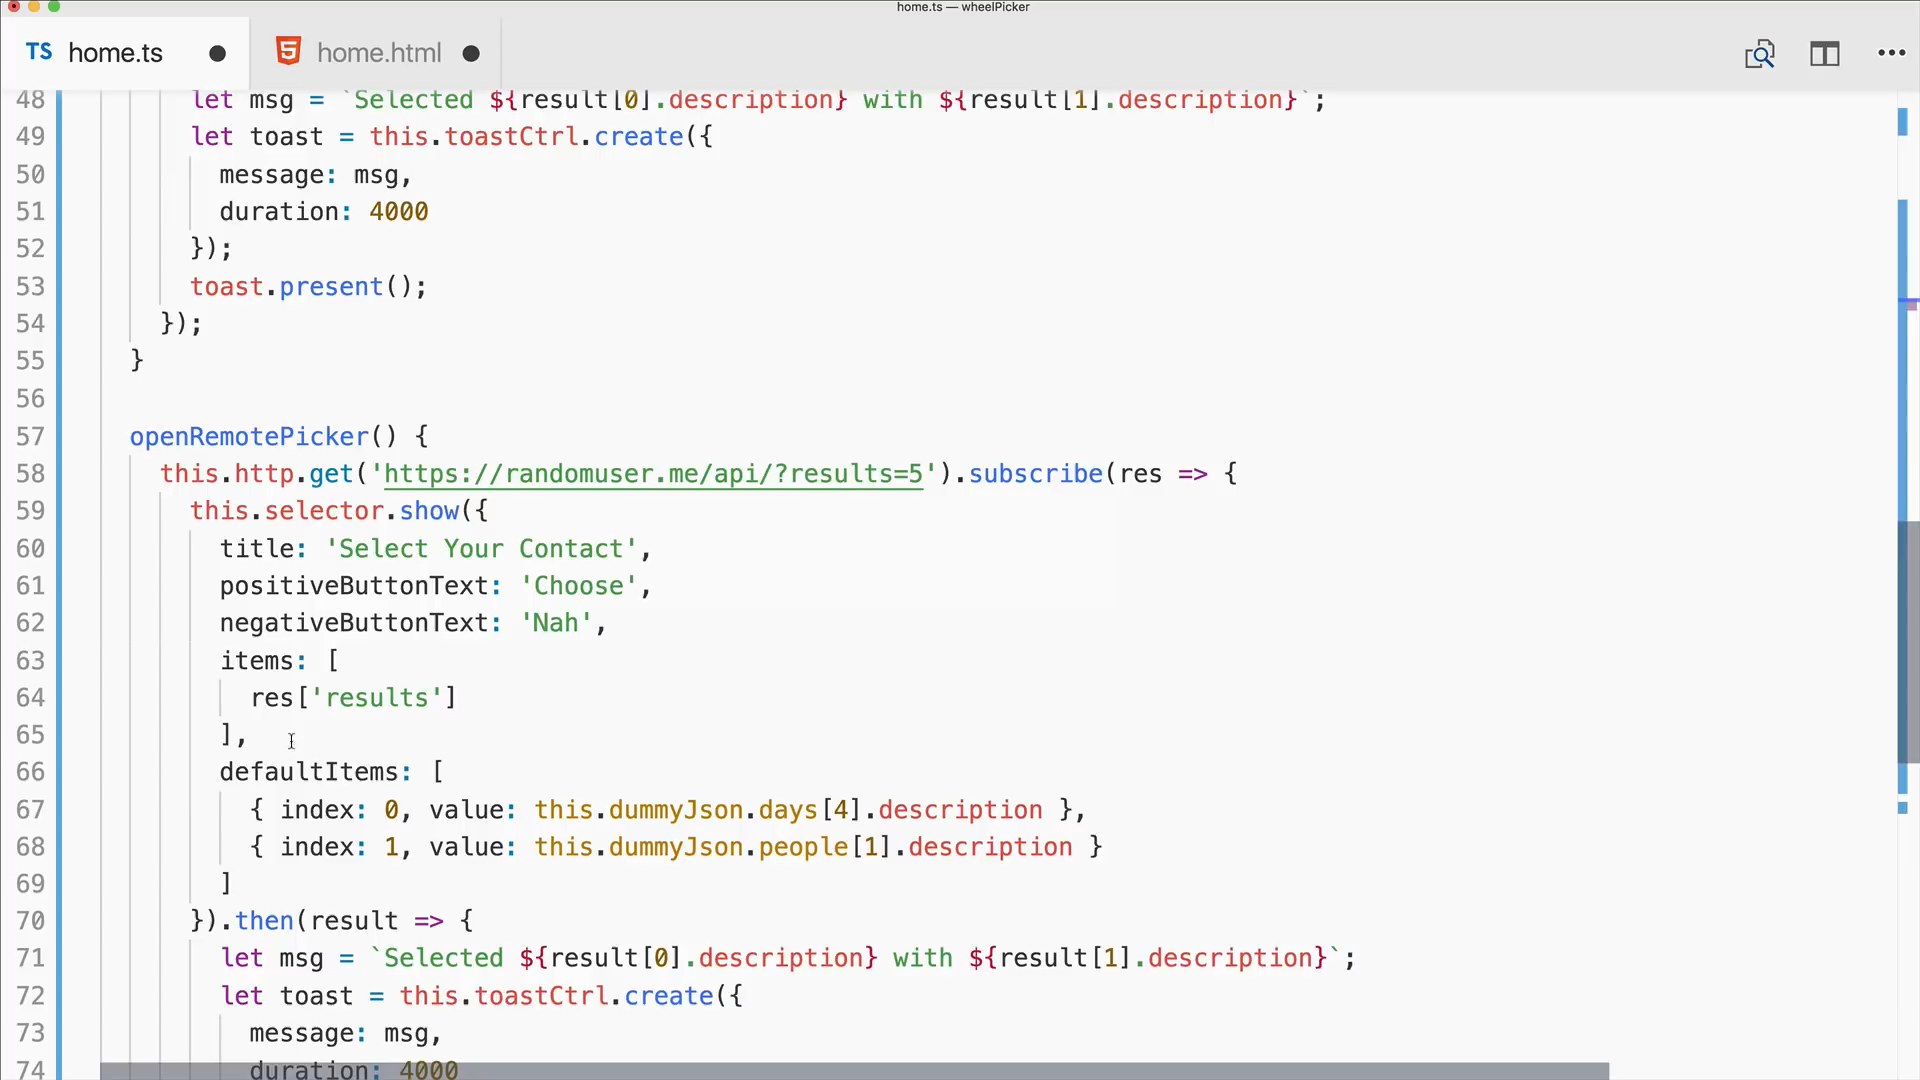 home.ts — wheelPicker
TS home.ts ● home.html ●
48 let msg = `Selected ${result[0].description} with ${result[1].description}`;
49 let toast = this.toastCtrl.create({
50 message: msg,
51 duration: 4000
52 });
53 toast.present();
54 });
55 }
56
57 openRemotePicker() {
58 this.http.get('https://randomuser.me/api/?results=5').subscribe(res => {
59 this.selector.show({
60 title: 'Select Your Contact',
61 positiveButtonText: 'Choose',
62 negativeButtonText: 'Nah',
63 items: [
64 res['results']
65 ],
66 defaultItems: [
67 { index: 0, value: this.dummyJson.days[4].description },
68 { index: 1, value: this.dummyJson.people[1].description }
69 ]
70 }).then(result => {
71 let msg = `Selected ${result[0].description} with ${result[1].description}`;
72 let toast = this.toastCtrl.create({
73 message: msg,
74 duration: 4000